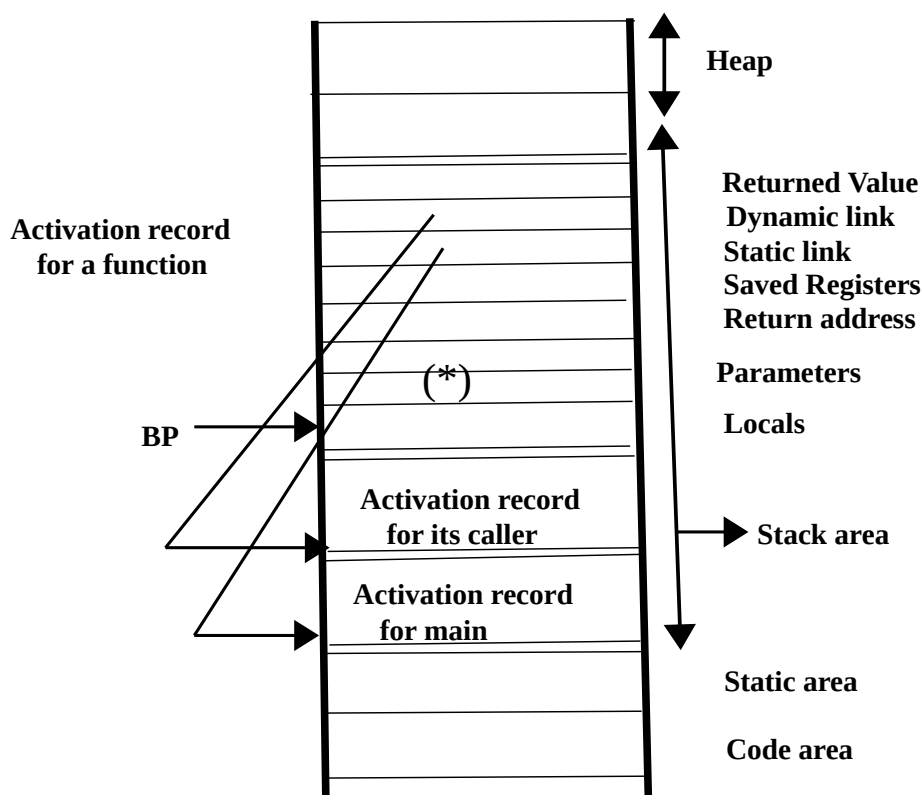 Heap
Returned Value
Dynamic link
Static link
Saved Registers
Return address
Parameters
Locals
Activation record
for a function
(*)
BP
Activation record
for its caller
Stack area
Activation record
for main
Static area
Code area